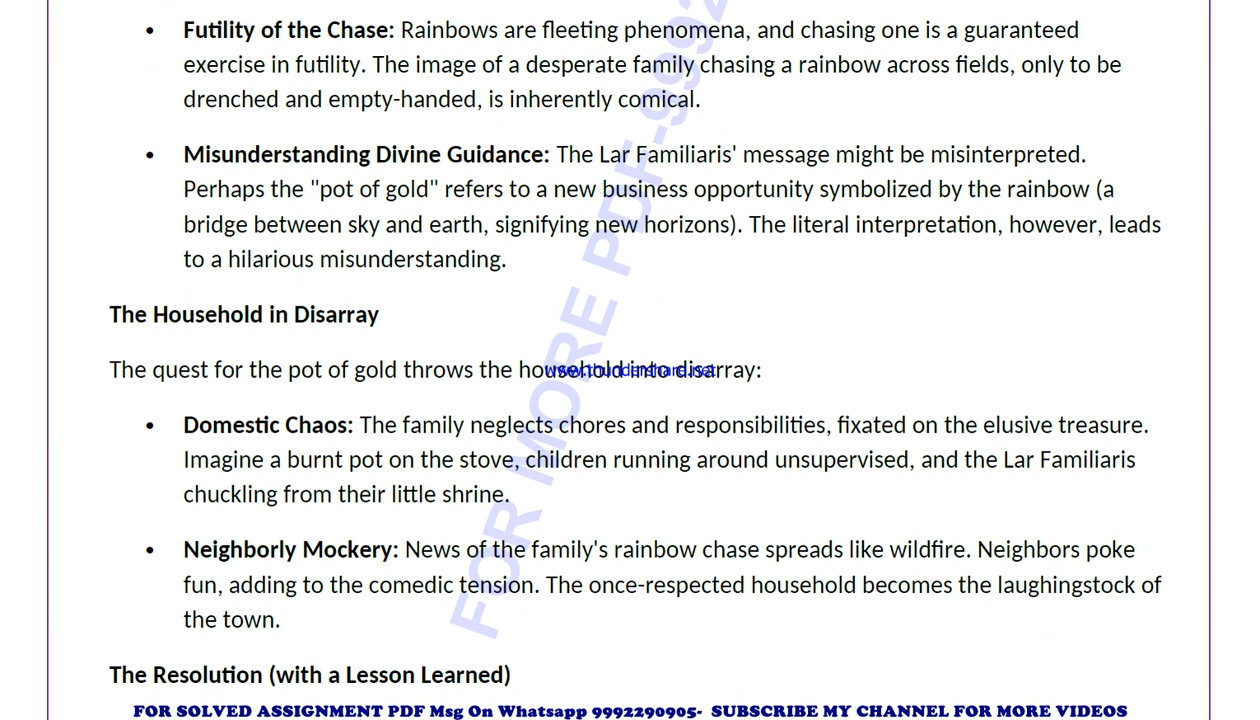 • Futility of the Chase: Rainbows are fleeting phenomena, and chasing one is a guaranteed
exercise in futility. The image of a desperate family chasing a rainbow across fields, only to be
drenched and empty-handed, is inherently comical.
• Misunderstanding Divine Guidance: The Lar Familiaris' message might be misinterpreted.
Perhaps the "pot of gold" refers to a new business opportunity symbolized by the rainbow (a
bridge between sky and earth, signifying new horizons). The literal interpretation, however, leads
to a hilarious misunderstanding.
The Household in Disarray
The quest for the pot of gold throws the household into disarray:
www.thundershare.net
• Domestic Chaos: The family neglects chores and responsibilities, fixated on the elusive treasure.
Imagine a burnt pot on the stove, children running around unsupervised, and the Lar Familiaris
chuckling from their little shrine.
• Neighborly Mockery: News of the family's rainbow chase spreads like wildfire. Neighbors poke
fun, adding to the comedic tension. The once-respected household becomes the laughingstock of
the town.
The Resolution (with a Lesson Learned)
FOR SOLVED ASSIGNMENT PDF Msg On Whatsapp 9992290905- SUBSCRIBE MY CHANNEL FOR MORE VIDEOS
FOR MORE PDF-9992